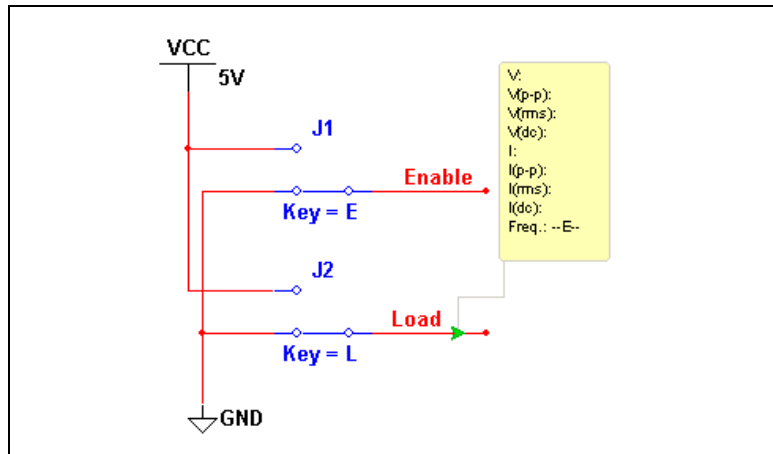 VCC
5V
J1
Enable
Key = E
J2
Load
Key = L
GND
V:
V(p-p):
V(rms):
V(dc):
I:
I(p-p):
I(rms):
I(dc):
Freq.: --E--